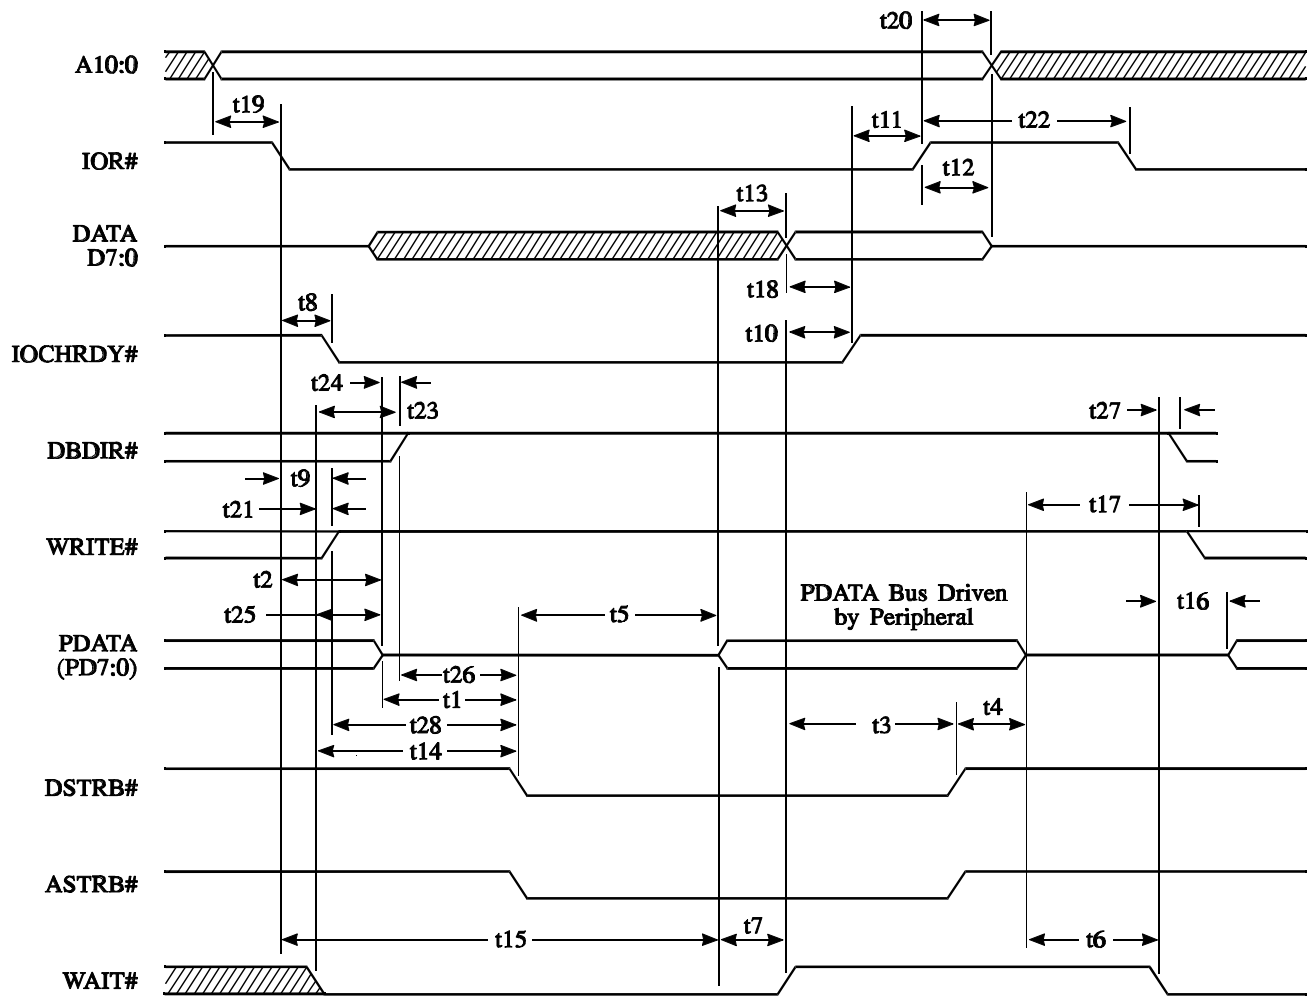 t20
A10:0
t19
t11
t22
IOR#
t12
t13
DATA
D7:0
t18
t8
t10
IOCHRDY#
t24
t23
t27
DBDIR#
t9
t21
t17
WRITE#
t2
PDATA Bus Driven
by Peripheral
t16
t25
t5
PDATA
(PD7:0)
t26
t1
t28
t3
t4
t14
DSTRB#
ASTRB#
t15
t7
t6
WAIT#